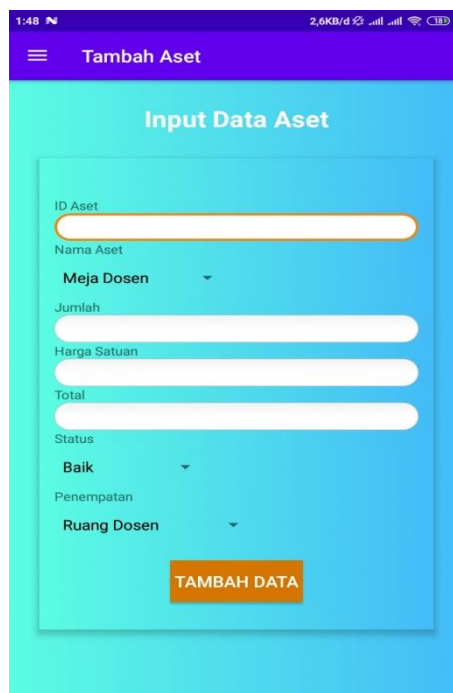 1:48 N 2,6KB/d 18
Tambah Aset
Input Data Aset
ID Aset
Nama Aset
Meja Dosen
Jumlah
Harga Satuan
Total
Status
Baik
Penempatan
Ruang Dosen
TAMBAH DATA